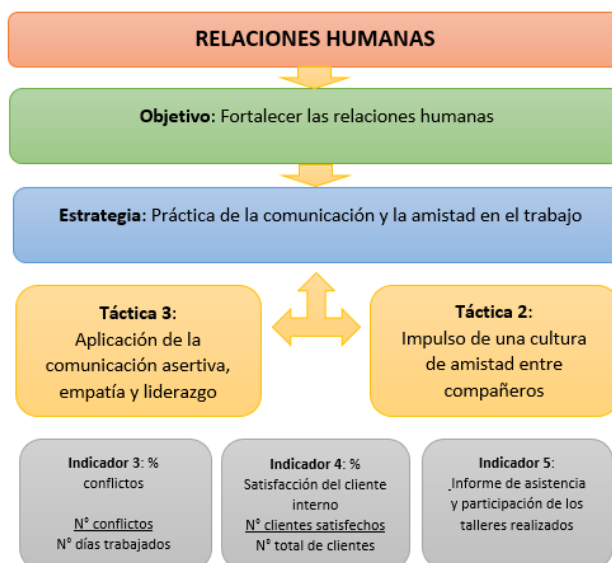 RELACIONES HUMANAS
Objetivo: Fortalecer las relaciones humanas
Estrategia: Práctica de la comunicación y la amistad en el trabajo
Táctica 3:
Aplicación de la
comunicación asertiva,
empatía y liderazgo
Táctica 2:
Impulso de una cultura
de amistad entre
compañeros
Indicador 3: %
conflictos
N° conflictos
N° días trabajados
Indicador 4: %
Satisfacción del cliente
interno
N° clientes satisfechos
N° total de clientes
Indicador 5:
Informe de asistencia
y participación de los
talleres realizados